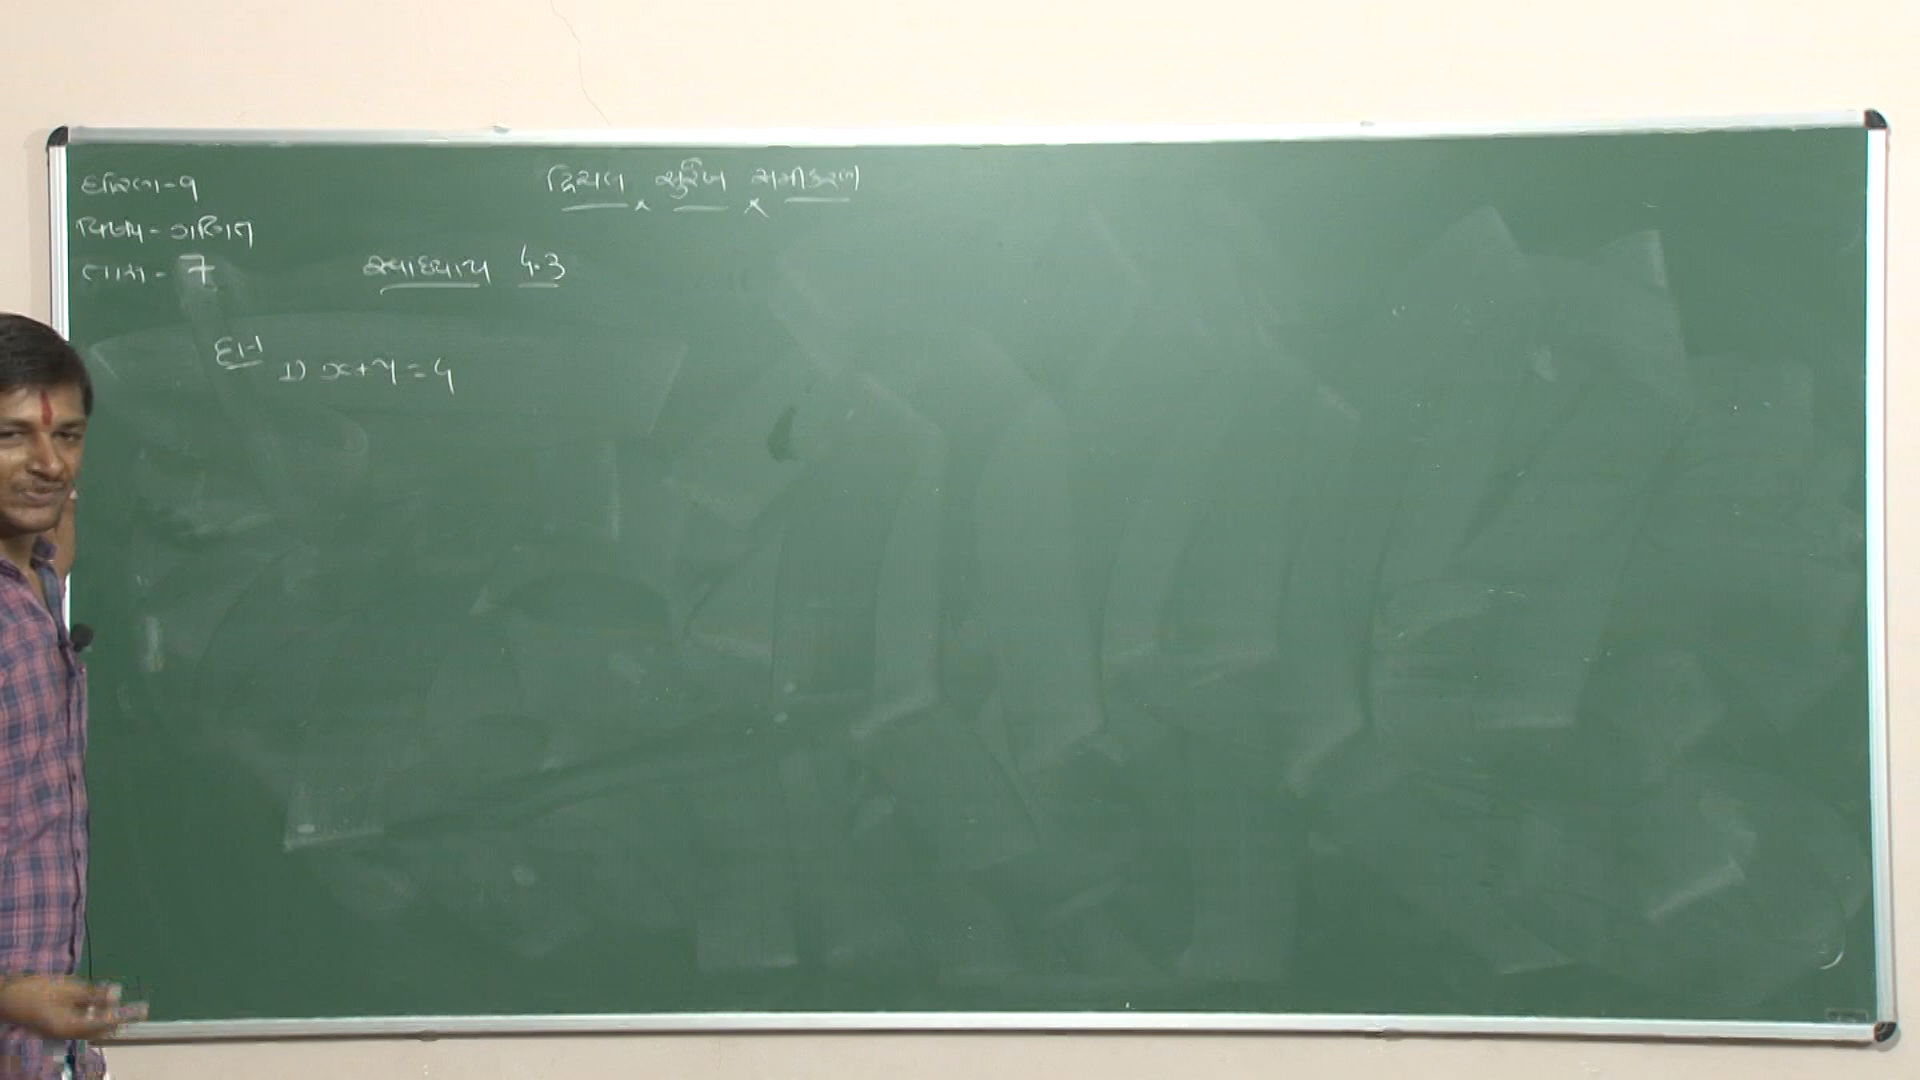 ધોરણ-9
દ્વિચલ સુરેખ સમીકરણ
વિષય - ગણિત
તાસ - 7
સ્વાધ્યાય 4.3
દા-1
1) x+y=4